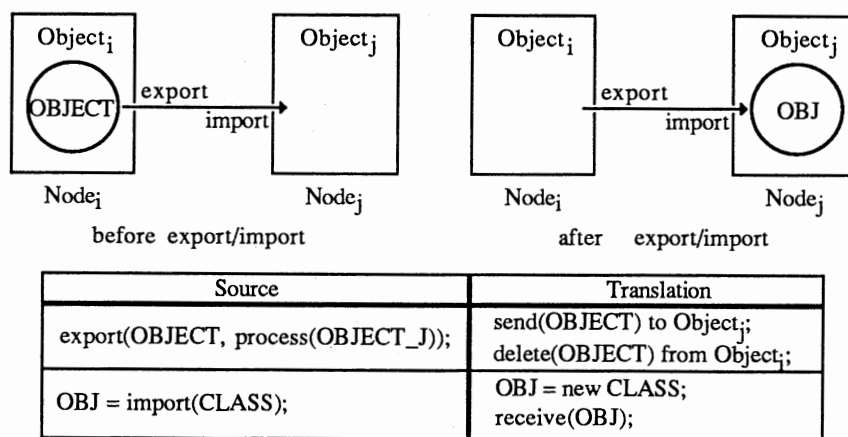 Objectᵢ Objectⱼ Objectᵢ Objectⱼ
OBJECT export import export import OBJ
Nodeᵢ Nodeⱼ Nodeᵢ Nodeⱼ
before export/import after export/import
Source Translation
export(OBJECT, process(OBJECT_J)); send(OBJECT) to Objectⱼ;
delete(OBJECT) from Objectᵢ;
OBJ = import(CLASS); OBJ = new CLASS;
receive(OBJ);